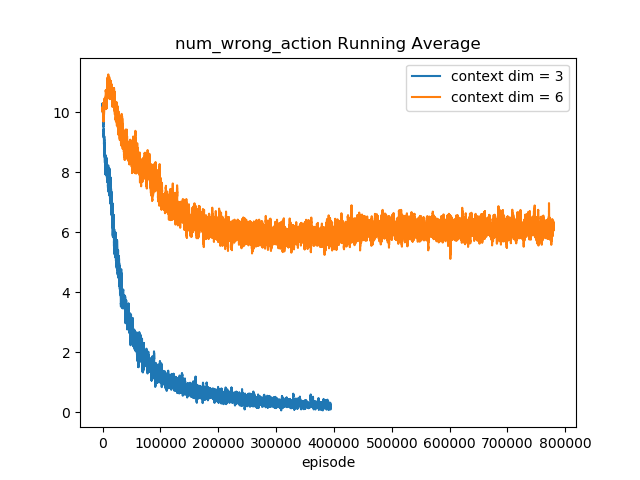 num_wrong_action Running Average
context dim = 3
context dim = 6
10
8
6
4
2
0
0 100000 200000 300000 400000 500000 600000 700000 800000
episode